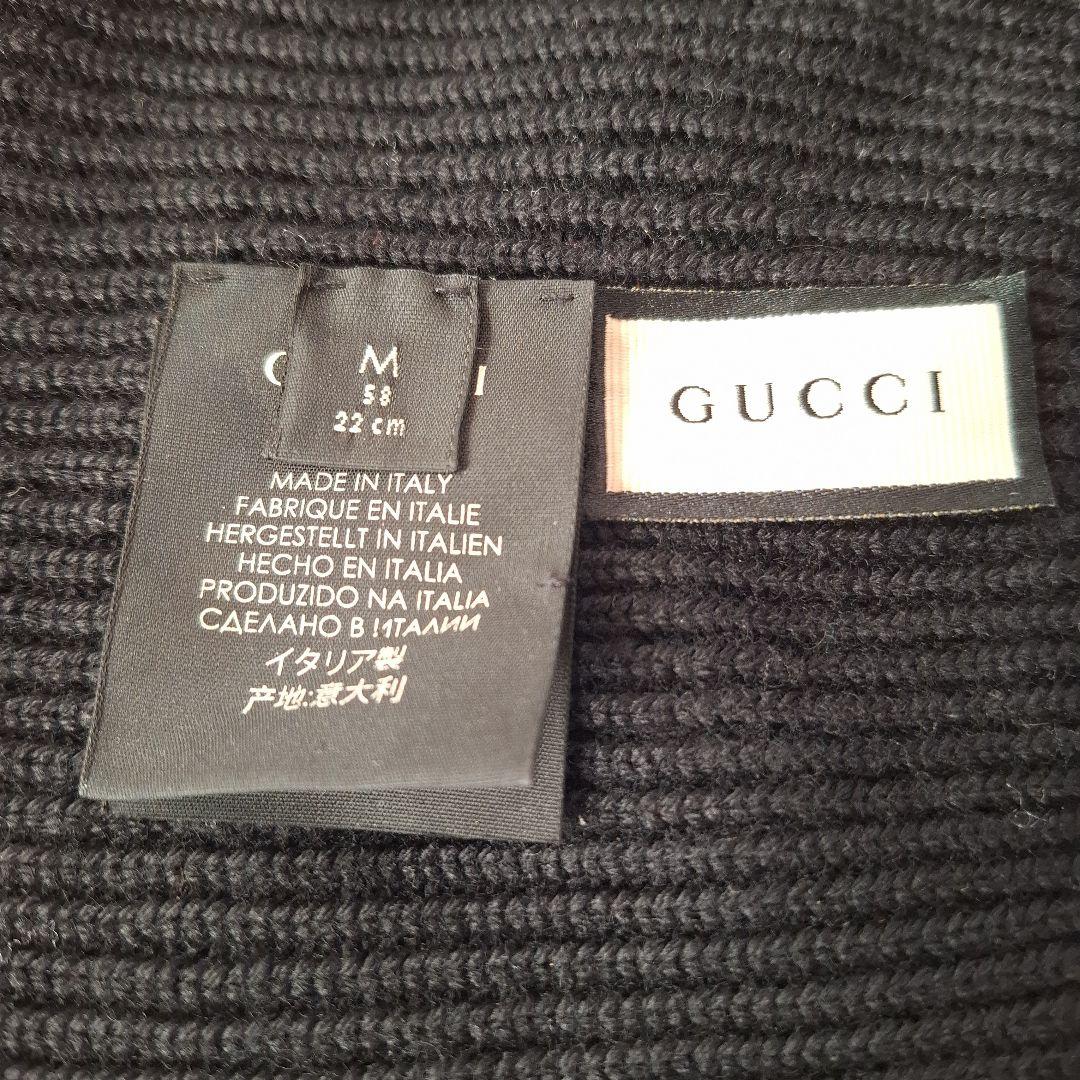 M
58
22 cm
GUCCI
MADE IN ITALY
FABRIQUE EN ITALIE
HERGESTELLT IN ITALIEN
HECHO EN ITALIA
PRODUZIDO NA ITALIA
СДЕЛАНО В ИТАЛИИ
イタリア製
产地:意大利